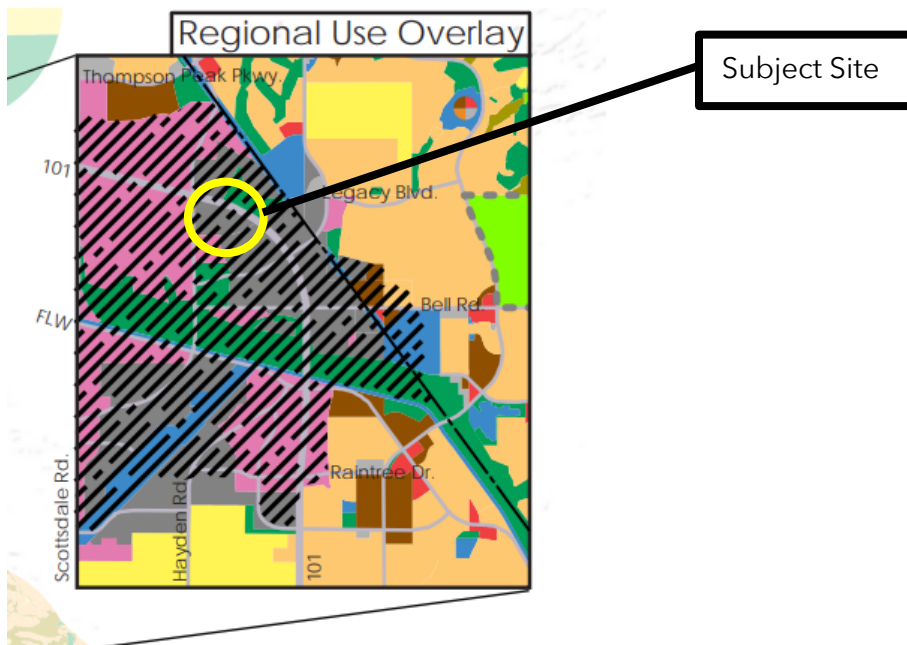 Regional Use Overlay
Subject Site
Thompson Peak Pkwy.
101
Legacy Blvd.
Bell Rd.
FLW
Raintree Dr.
Scottsdale Rd.
Hayden Rd.
101